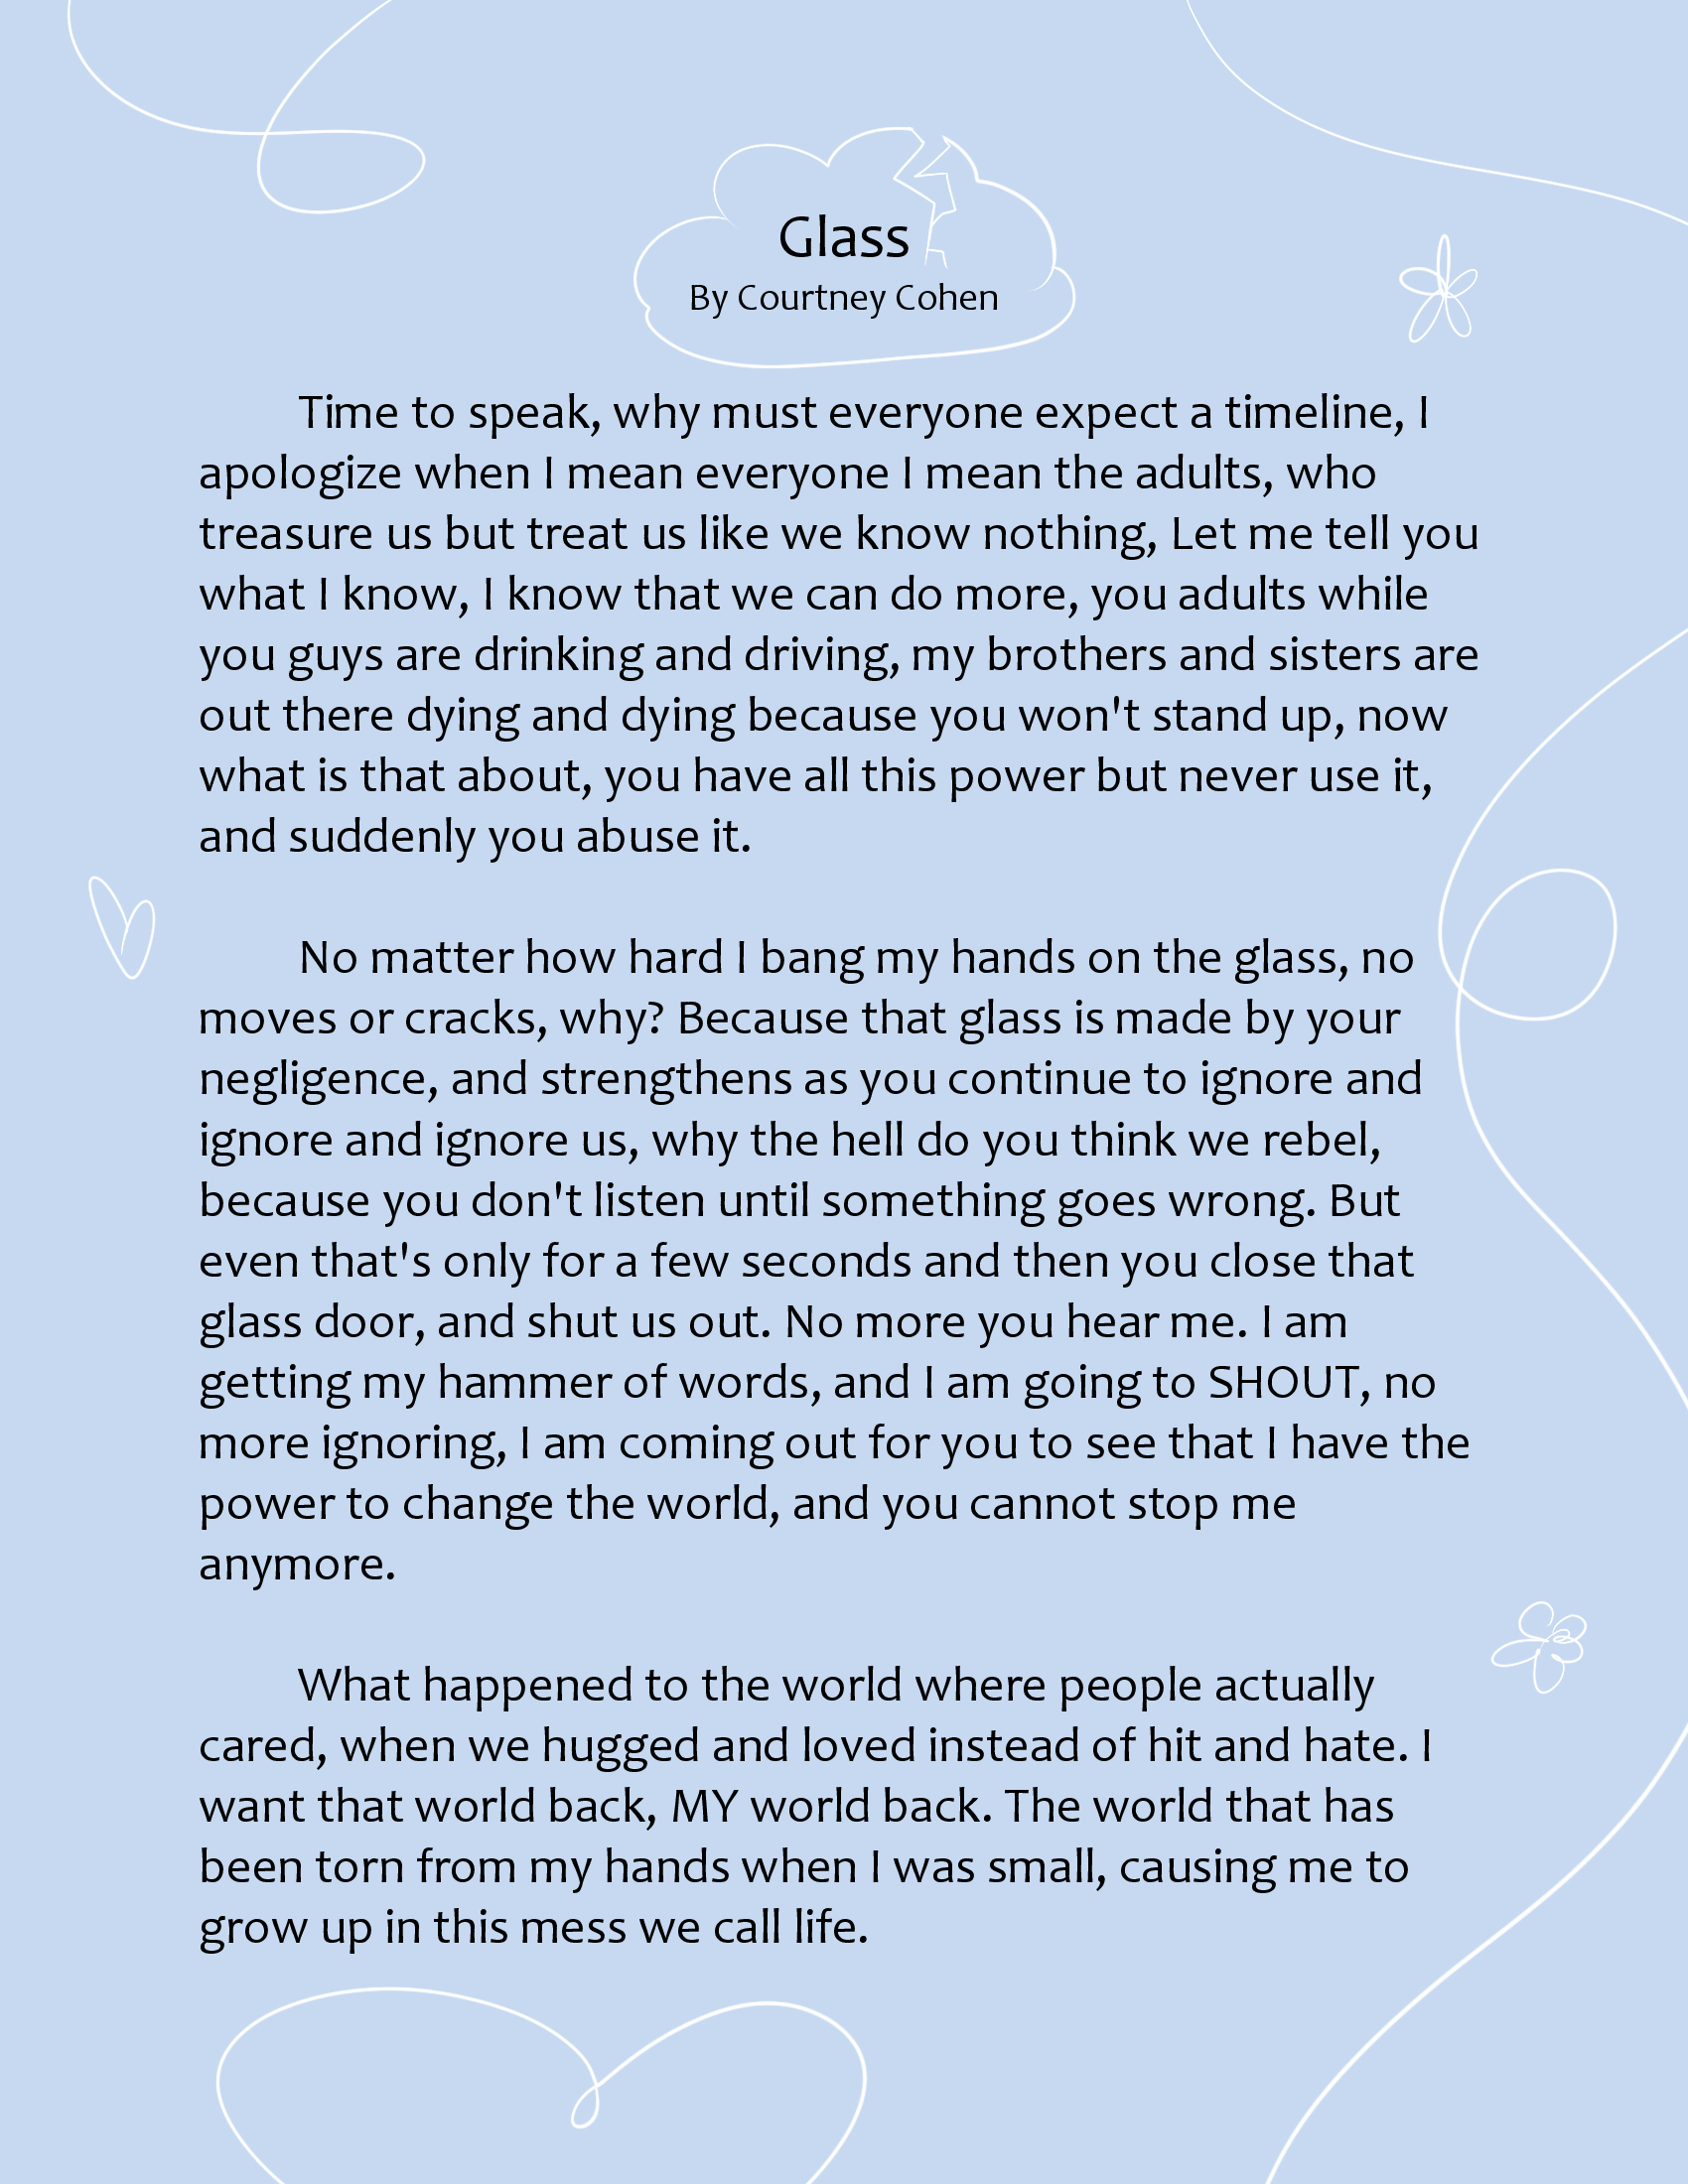 Glass
By Courtney Cohen
Time to speak, why must everyone expect a timeline, I
apologize when I mean everyone I mean the adults, who
treasure us but treat us like we know nothing, Let me tell you
what I know, I know that we can do more, you adults while
you guys are drinking and driving, my brothers and sisters are
out there dying and dying because you won't stand up, now
what is that about, you have all this power but never use it,
and suddenly you abuse it.
No matter how hard I bang my hands on the glass, no
moves or cracks, why? Because that glass is made by your
negligence, and strengthens as you continue to ignore and
ignore and ignore us, why the hell do you think we rebel,
because you don't listen until something goes wrong. But
even that's only for a few seconds and then you close that
glass door, and shut us out. No more you hear me. I am
getting my hammer of words, and I am going to SHOUT, no
more ignoring, I am coming out for you to see that I have the
power to change the world, and you cannot stop me
anymore.
What happened to the world where people actually
cared, when we hugged and loved instead of hit and hate. I
want that world back, MY world back. The world that has
been torn from my hands when I was small, causing me to
grow up in this mess we call life.